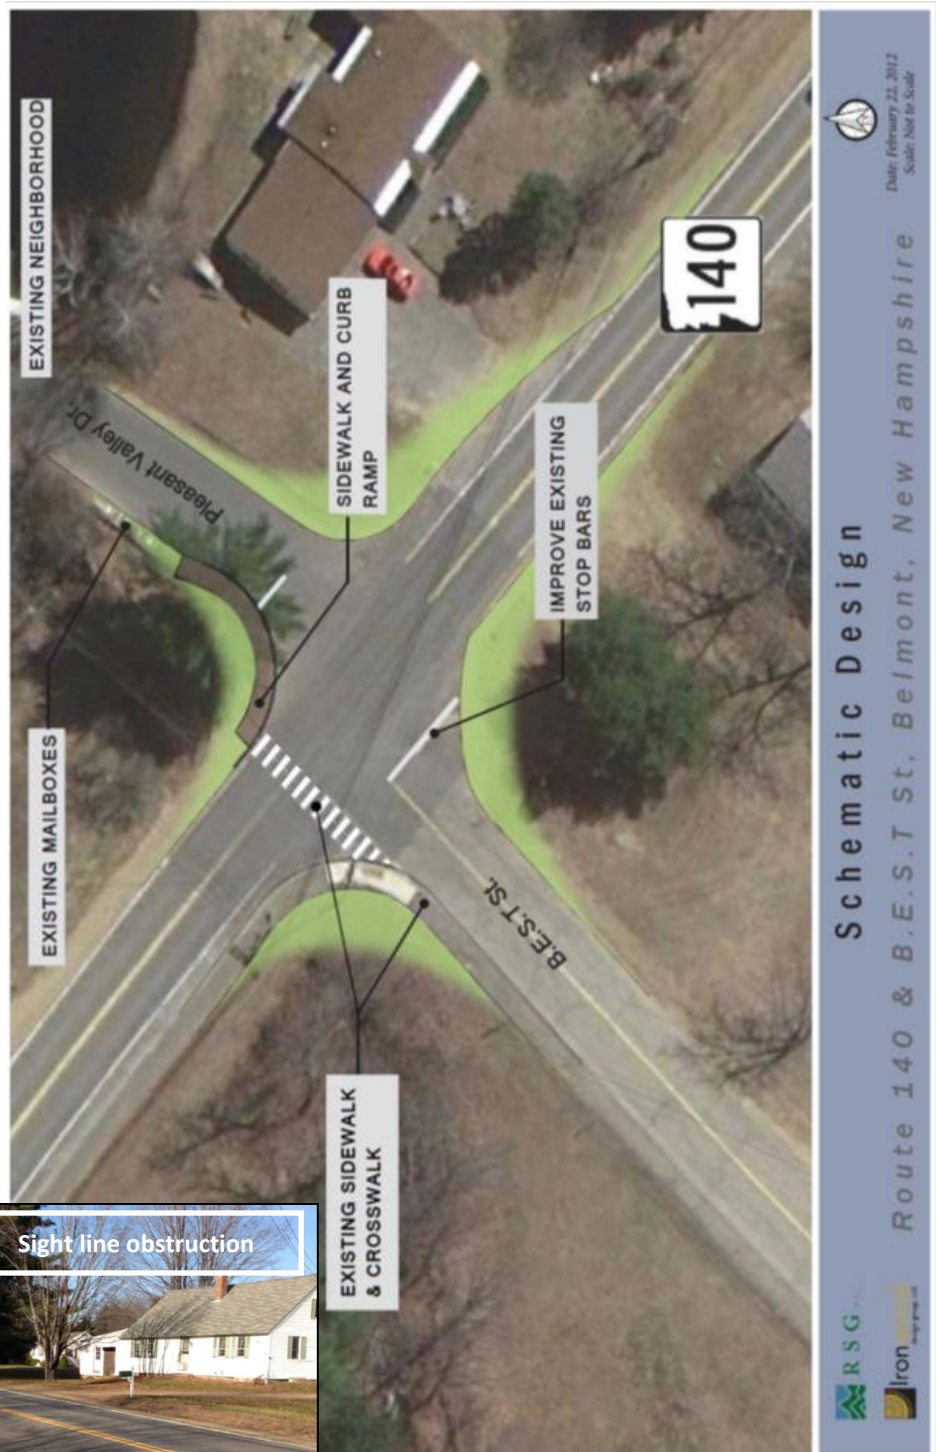 EXISTING NEIGHBORHOOD
Pleasant Valley Dr.
EXISTING MAILBOXES
SIDEWALK AND CURB
RAMP
140
IMPROVE EXISTING
STOP BARS
B.E.S.T St.
EXISTING SIDEWALK
& CROSSWALK
Sight line obstruction
RSG
Iron
Schematic Design
Route 140 & B.E.S.T St, Belmont, New Hampshire
Date: February 22, 2012
Scale: Not to Scale